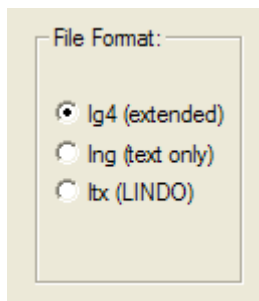 File Format:
lg4 (extended)
lng (text only)
ltx (LINDO)